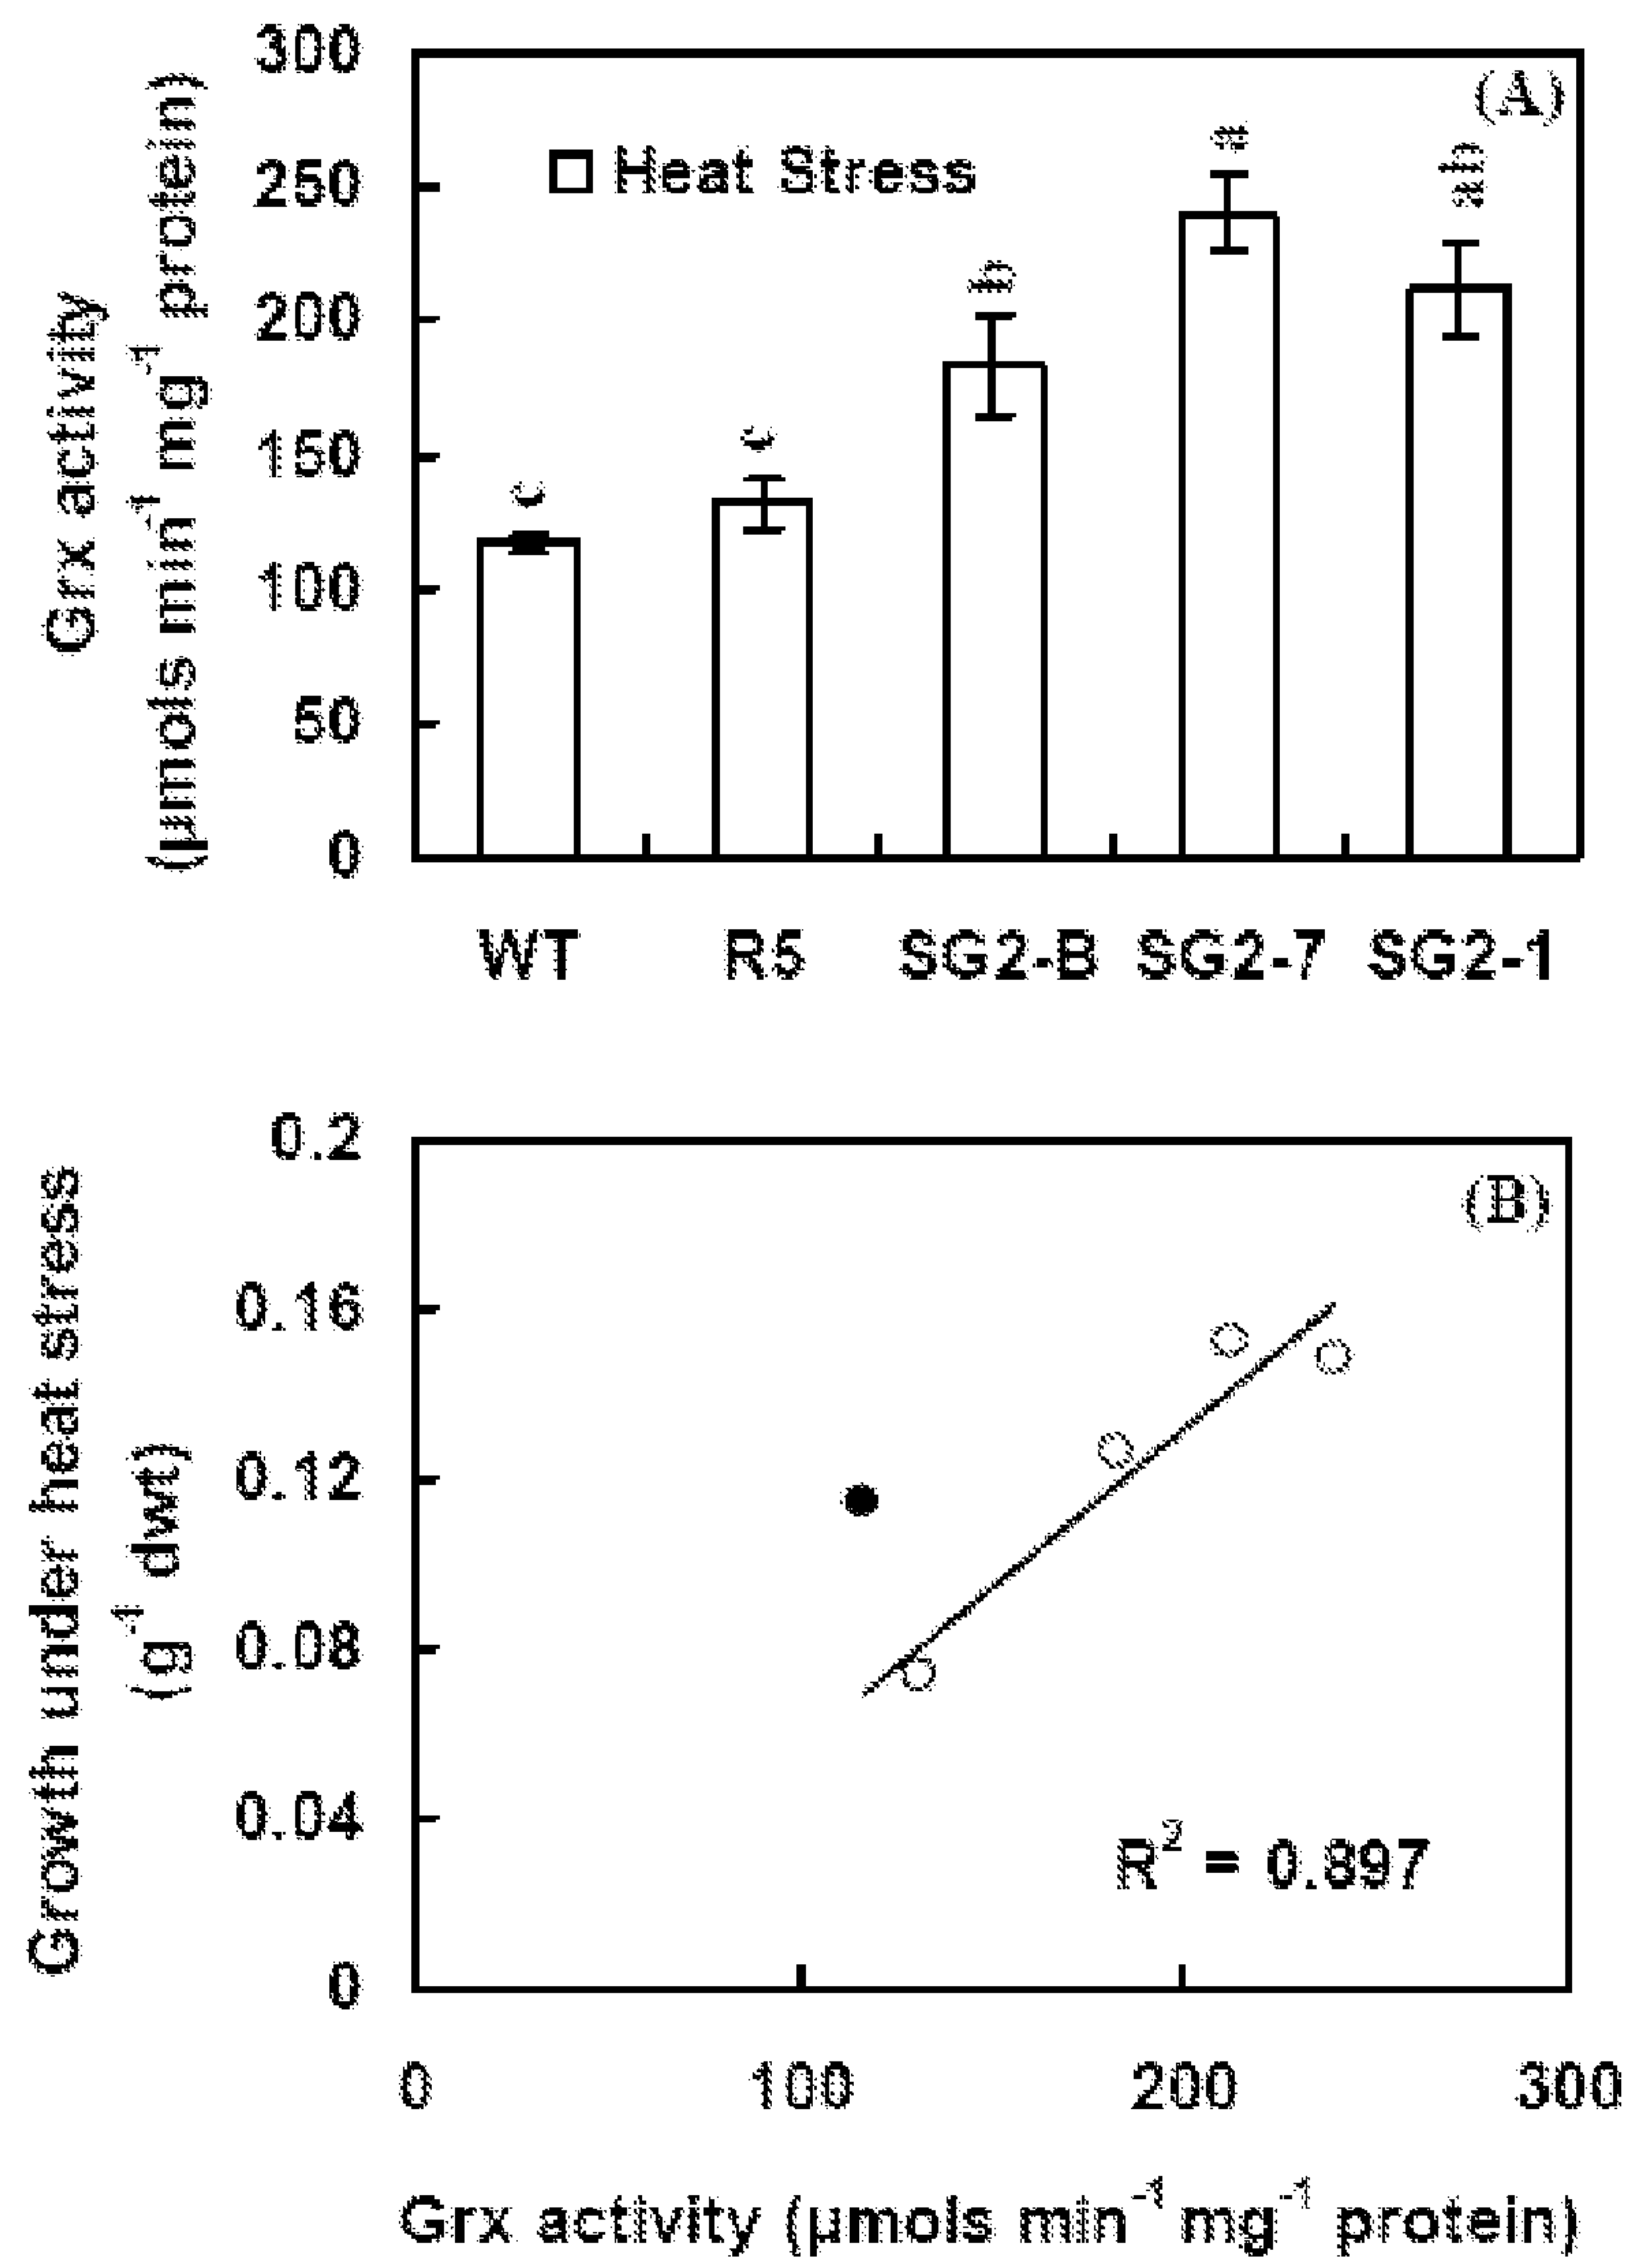 300
(A)
Heat Stress
a
250
ab
b
200
c
150
c
100
50
0
Grx activity
(µmols min⁻¹ mg⁻¹ protein)
WT R5 SG2-B SG2-7 SG2-1
0.2
(B)
0.16
0.12
0.08
0.04
R² = 0.897
0
Growth under heat stress
(g⁻¹ dwt)
0 100 200 300
Grx activity (µmols min⁻¹ mg⁻¹ protein)